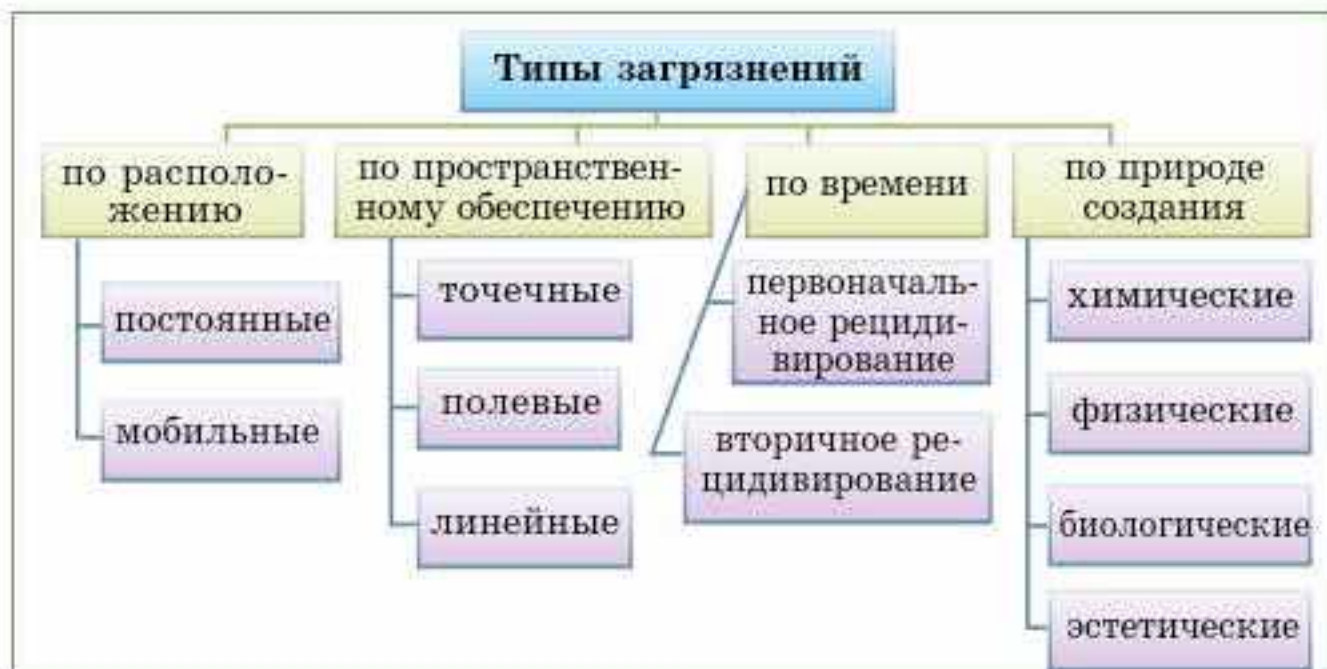 Типы загрязнений
по располо-
жению
постоянные
мобильные
по пространствен-
ному обеспечению
точечные
полевые
линейные
по времени
первоначаль-
ное рециди-
вирование
вторичное ре-
цидивирование
по природе
создания
химические
физические
биологические
эстетические